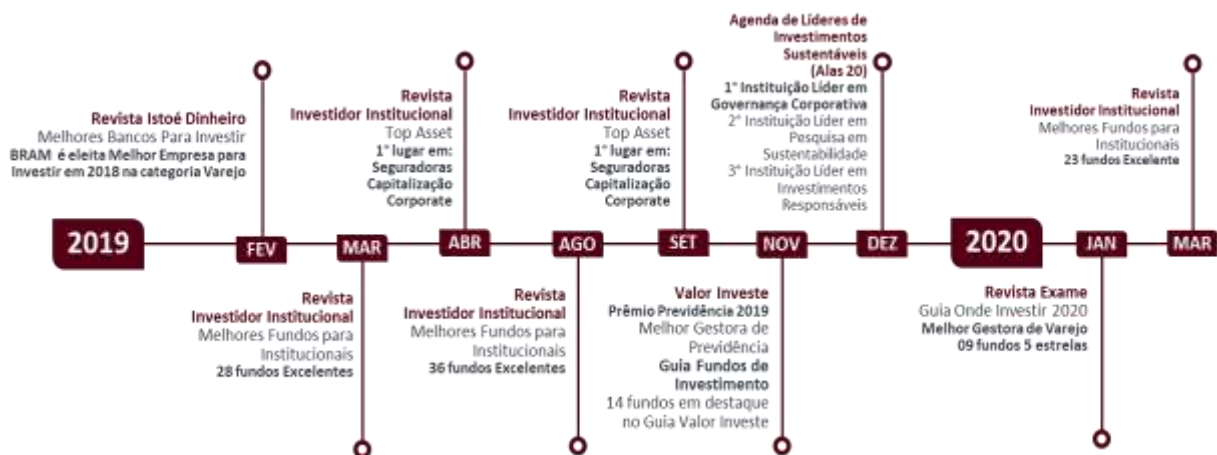 2019
FEV
Revista Istoé Dinheiro
Melhores Bancos Para Investir
BRAM é eleita Melhor Empresa para
Investir em 2018 na categoria Varejo
MAR
Revista
Investidor Institucional
Melhores Fundos para
Institucionais
28 fundos Excelentes
ABR
Revista
Investidor Institucional
Top Asset
1° lugar em:
Seguradoras
Capitalização
Corporate
AGO
Revista
Investidor Institucional
Melhores Fundos para
Institucionais
36 fundos Excelentes
SET
Revista
Investidor Institucional
Top Asset
1° lugar em:
Seguradoras
Capitalização
Corporate
NOV
Valor Investe
Prêmio Previdência 2019
Melhor Gestora de
Previdência
Guia Fundos de
Investimento
14 fundos em destaque
no Guia Valor Investe
DEZ
Agenda de Líderes de
Investimentos
Sustentáveis
(Alas 20)
1° Instituição Líder em
Governança Corporativa
2° Instituição Líder em
Pesquisa em
Sustentabilidade
3° Instituição Líder em
Investimentos
Responsáveis
2020
JAN
Revista Exame
Guia Onde Investir 2020
Melhor Gestora de Varejo
09 fundos 5 estrelas
MAR
Revista
Investidor Institucional
Melhores Fundos para
Institucionais
23 fundos Excelente